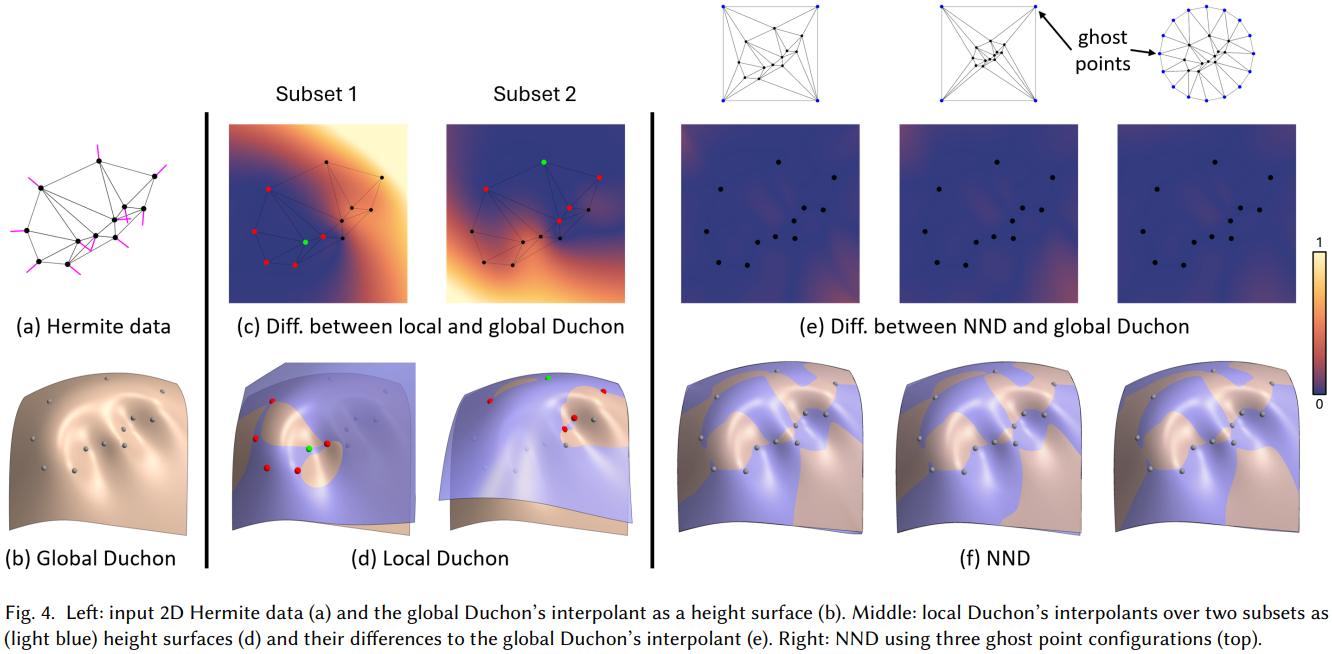 ghost
points
Subset 1
Subset 2
(a) Hermite data
(c) Diff. between local and global Duchon
(e) Diff. between NND and global Duchon
1
0
(b) Global Duchon
(d) Local Duchon
(f) NND
Fig. 4. Left: input 2D Hermite data (a) and the global Duchon's interpolant as a height surface (b). Middle: local Duchon's interpolants over two subsets as
(light blue) height surfaces (d) and their differences to the global Duchon's interpolant (e). Right: NND using three ghost point configurations (top).